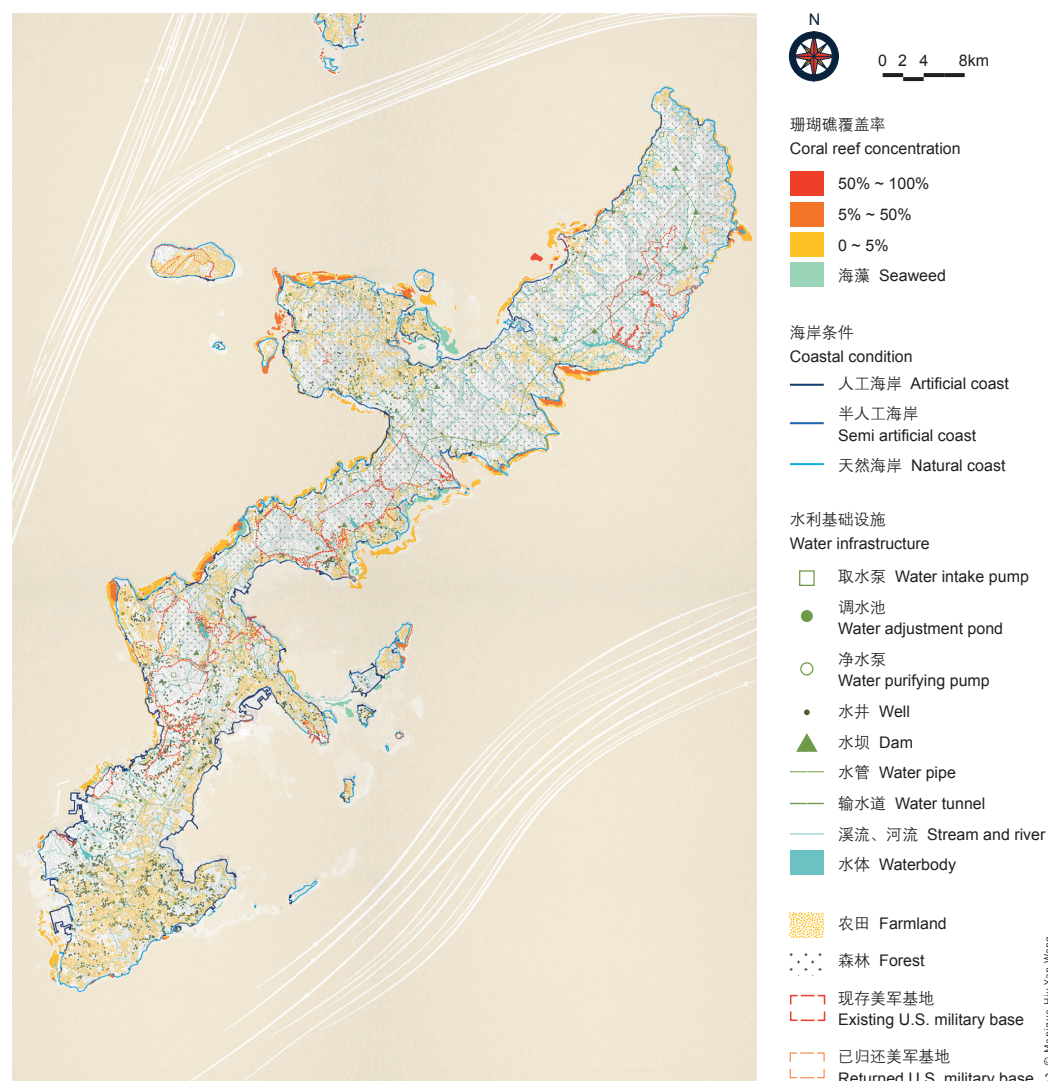 N
0 2 4 8km
珊瑚礁覆盖率
Coral reef concentration
50% ~ 100%
5% ~ 50%
0 ~ 5%
海藻 Seaweed
海岸条件
Coastal condition
人工海岸 Artificial coast
半人工海岸
Semi artificial coast
天然海岸 Natural coast
水利基础设施
Water infrastructure
取水泵 Water intake pump
调水池
Water adjustment pond
净水泵
Water purifying pump
水井 Well
水坝 Dam
水管 Water pipe
输水道 Water tunnel
溪流、河流 Stream and river
水体 Waterbody
农田 Farmland
森林 Forest
现存美军基地
Existing U.S. military base
已归还美军基地
Returned U.S. military base